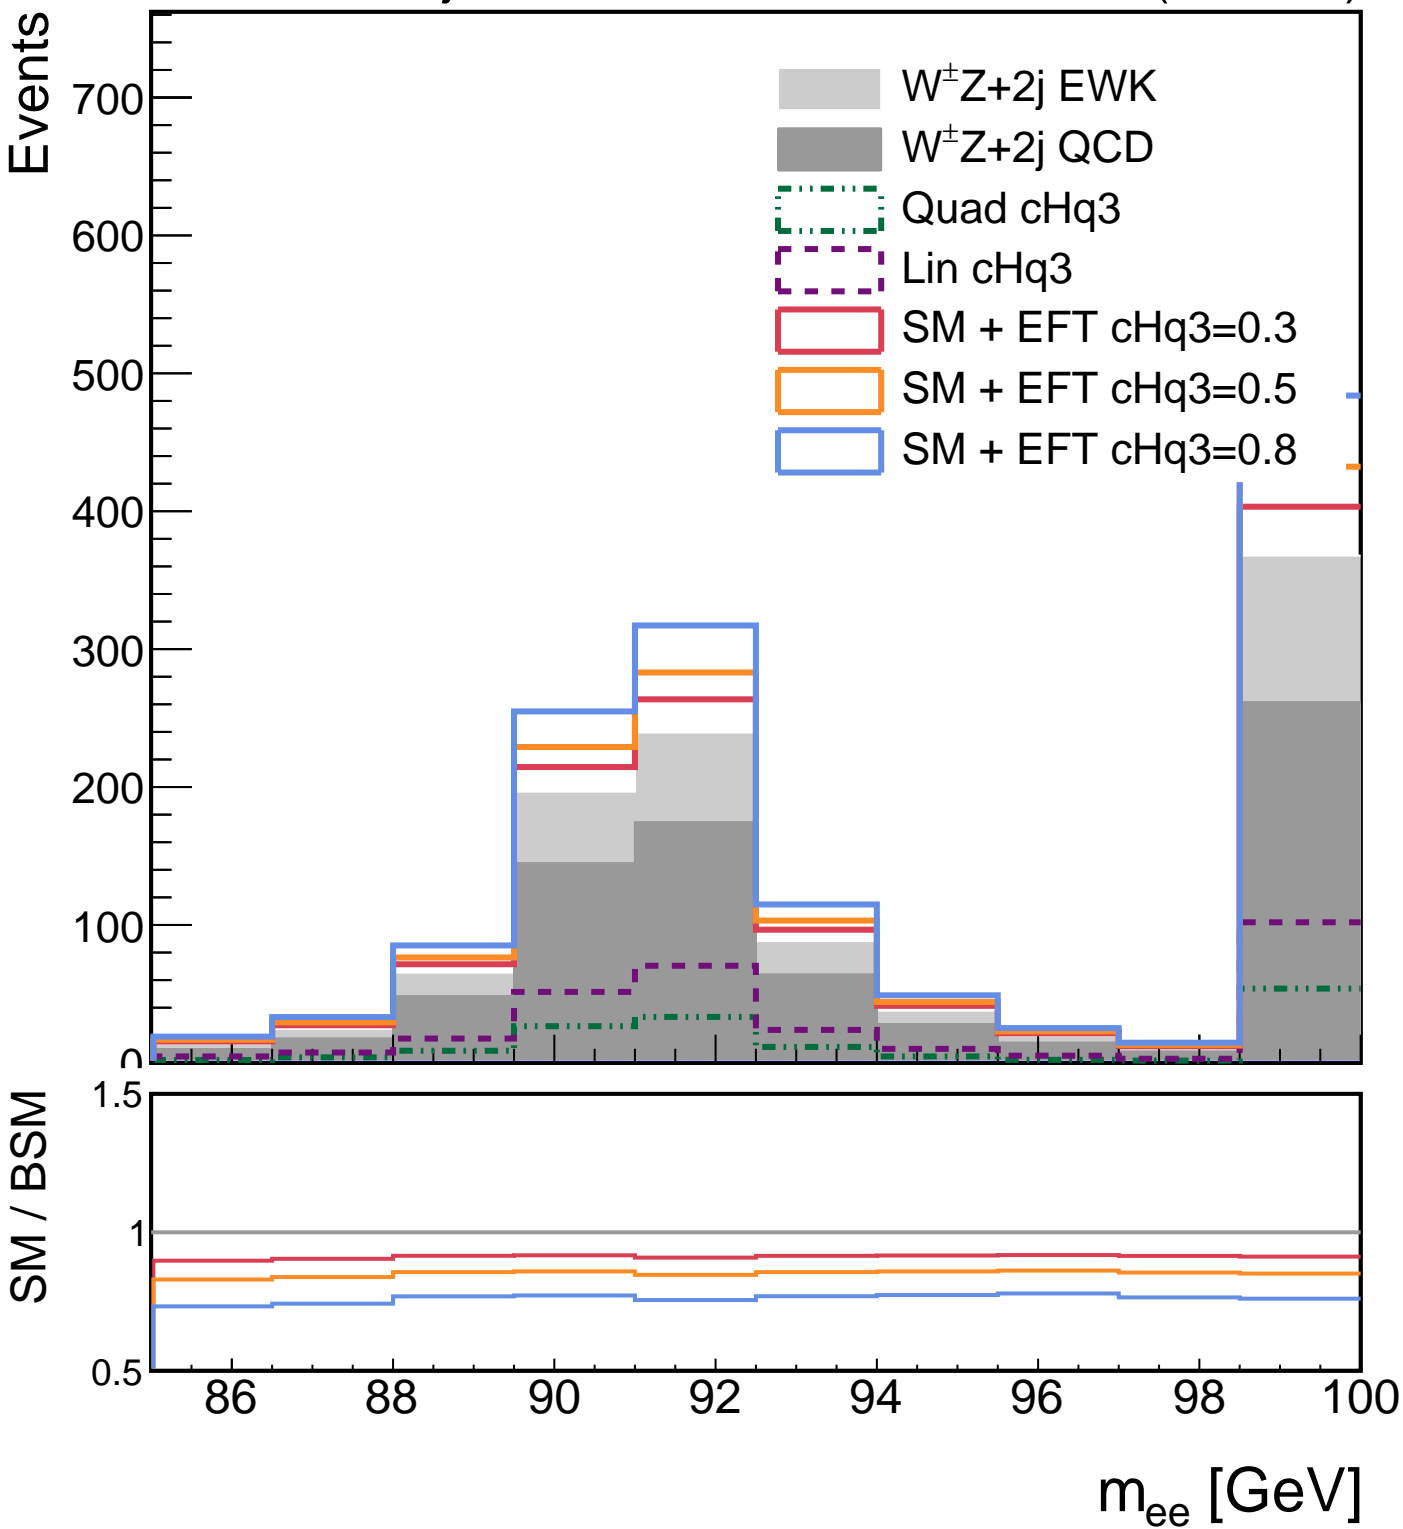 Events
700
600
500
400
300
200
100
0
W±Z+2j EWK
W±Z+2j QCD
Quad cHq3
Lin cHq3
SM + EFT cHq3=0.3
SM + EFT cHq3=0.5
SM + EFT cHq3=0.8
SM / BSM
1.5
1
0.5
86 88 90 92 94 96 98 100
m_ee [GeV]